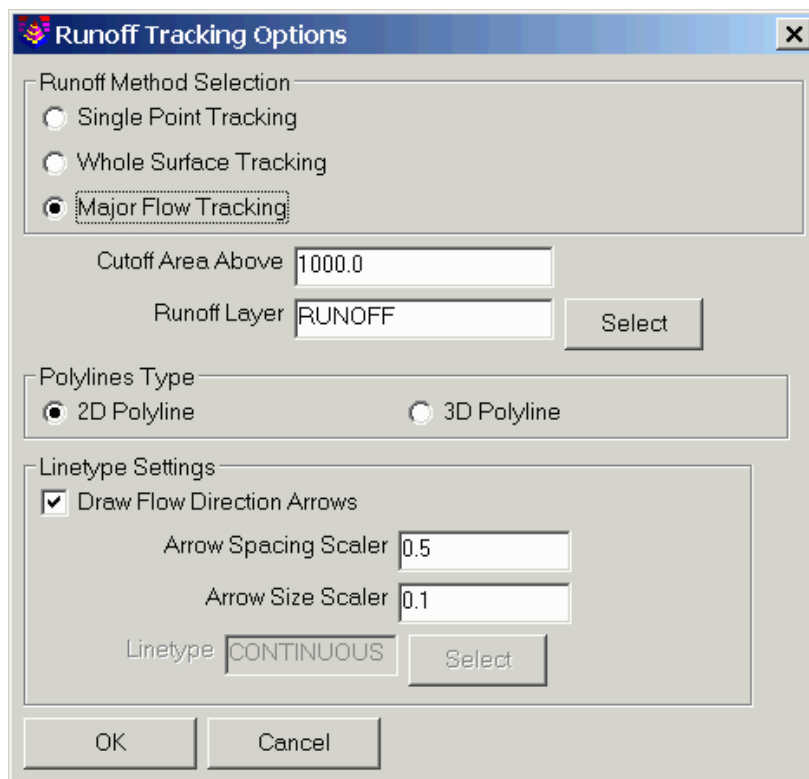 Runoff Tracking Options
Runoff Method Selection
Single Point Tracking
Whole Surface Tracking
Major Flow Tracking
Cutoff Area Above 1000.0
Runoff Layer RUNOFF Select
Polylines Type
2D Polyline 3D Polyline
Linetype Settings
Draw Flow Direction Arrows
Arrow Spacing Scaler 0.5
Arrow Size Scaler 0.1
Linetype CONTINUOUS Select
OK Cancel